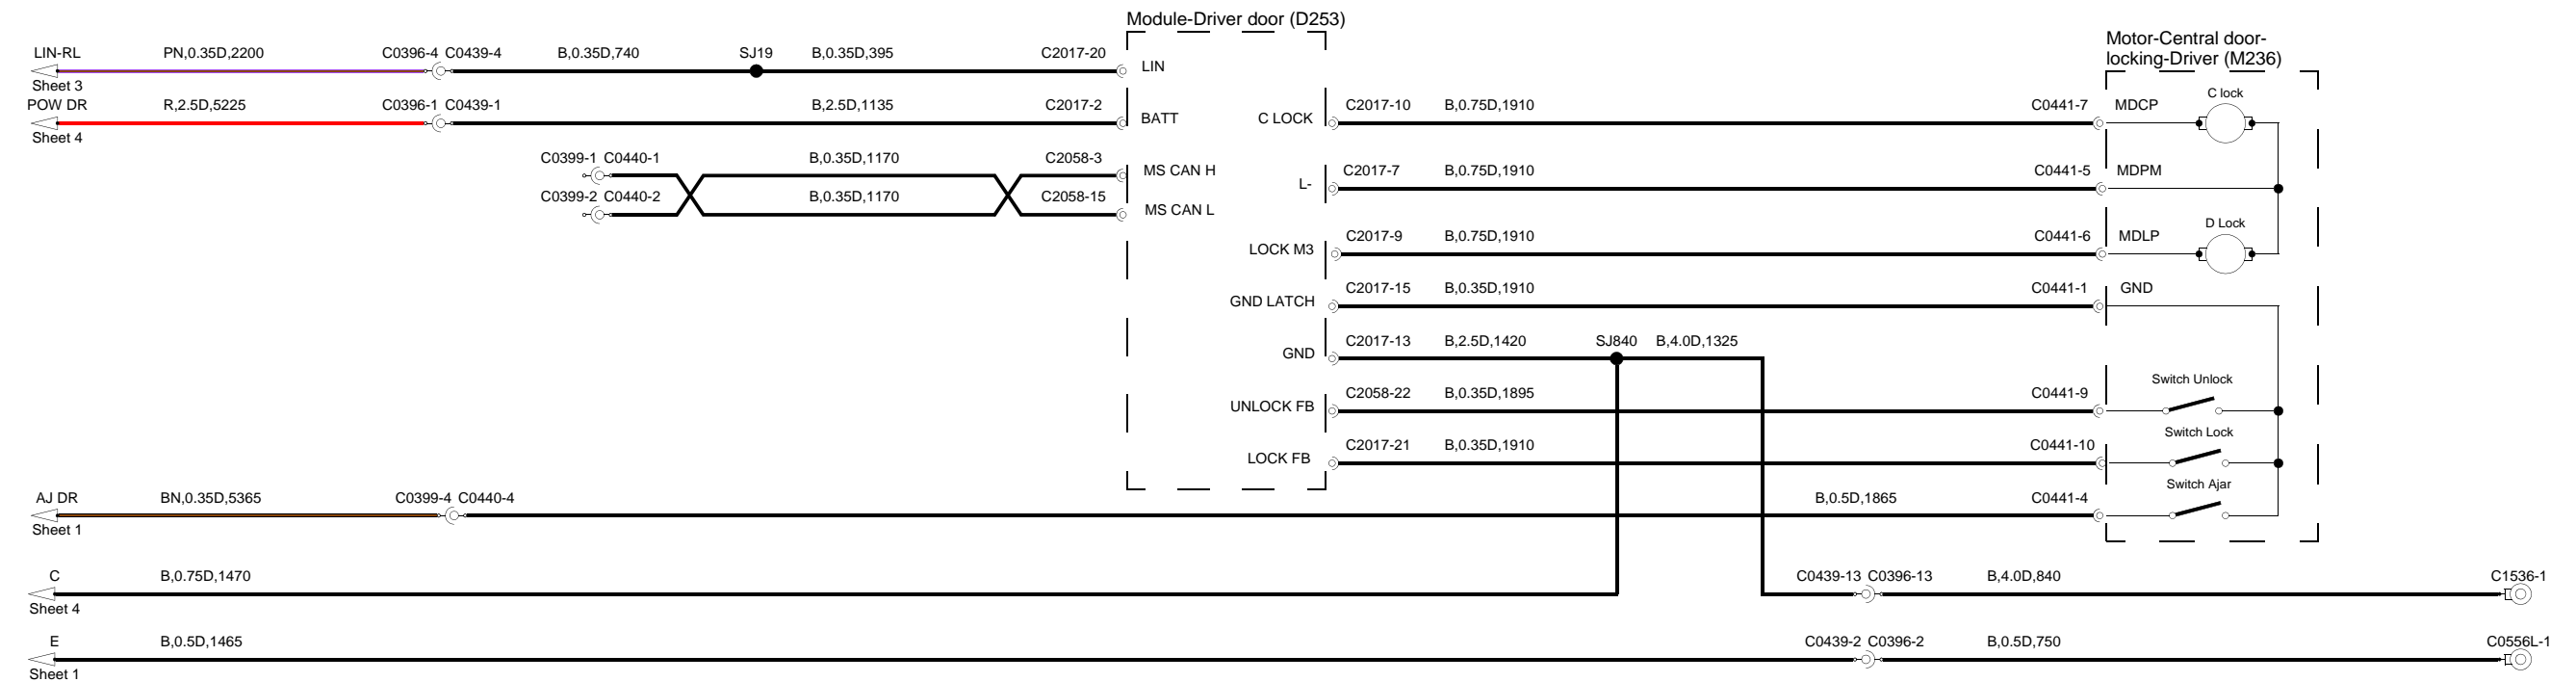 Module-Driver door (D253)
Motor-Central door-
locking-Driver (M236)
LIN-RL PN,0.35D,2200 C0396-4 C0439-4 B,0.35D,740 SJ19 B,0.35D,395 C2017-20 LIN
Sheet 3
POW DR R,2.5D,5225 C0396-1 C0439-1 B,2.5D,1135 C2017-2 BATT
Sheet 4
C LOCK C2017-10 B,0.75D,1910 C0441-7 MDCP C lock
C0399-1 C0440-1 B,0.35D,1170 C2058-3 MS CAN H
C0399-2 C0440-2 B,0.35D,1170 C2058-15 MS CAN L
L- C2017-7 B,0.75D,1910 C0441-5 MDPM
LOCK M3 C2017-9 B,0.75D,1910 C0441-6 MDLP D Lock
GND LATCH C2017-15 B,0.35D,1910 C0441-1 GND
GND C2017-13 B,2.5D,1420 SJ840 B,4.0D,1325
UNLOCK FB C2058-22 B,0.35D,1895 C0441-9 Switch Unlock
LOCK FB C2017-21 B,0.35D,1910 C0441-10 Switch Lock
AJ DR BN,0.35D,5365 C0399-4 C0440-4 B,0.5D,1865 C0441-4 Switch Ajar
Sheet 1
C B,0.75D,1470 C0439-13 C0396-13 B,4.0D,840 C1536-1
Sheet 4
E B,0.5D,1465 C0439-2 C0396-2 B,0.5D,750 C0556L-1
Sheet 1